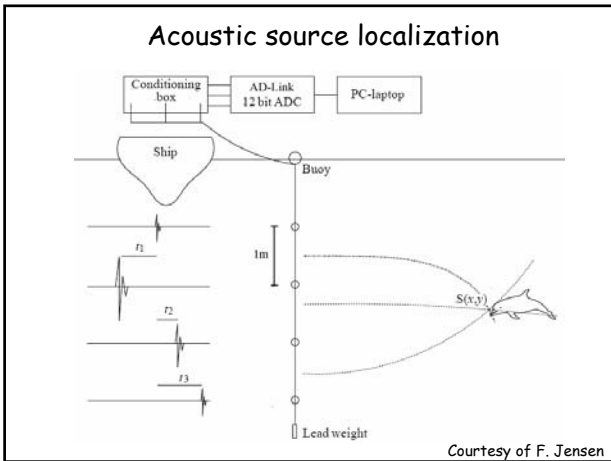 Acoustic source localization
Conditioning
box
AD-Link
12 bit ADC
PC-laptop
Ship
Buoy
t1
1m
S(x,y)
t2
t3
Lead weight
Courtesy of F. Jensen